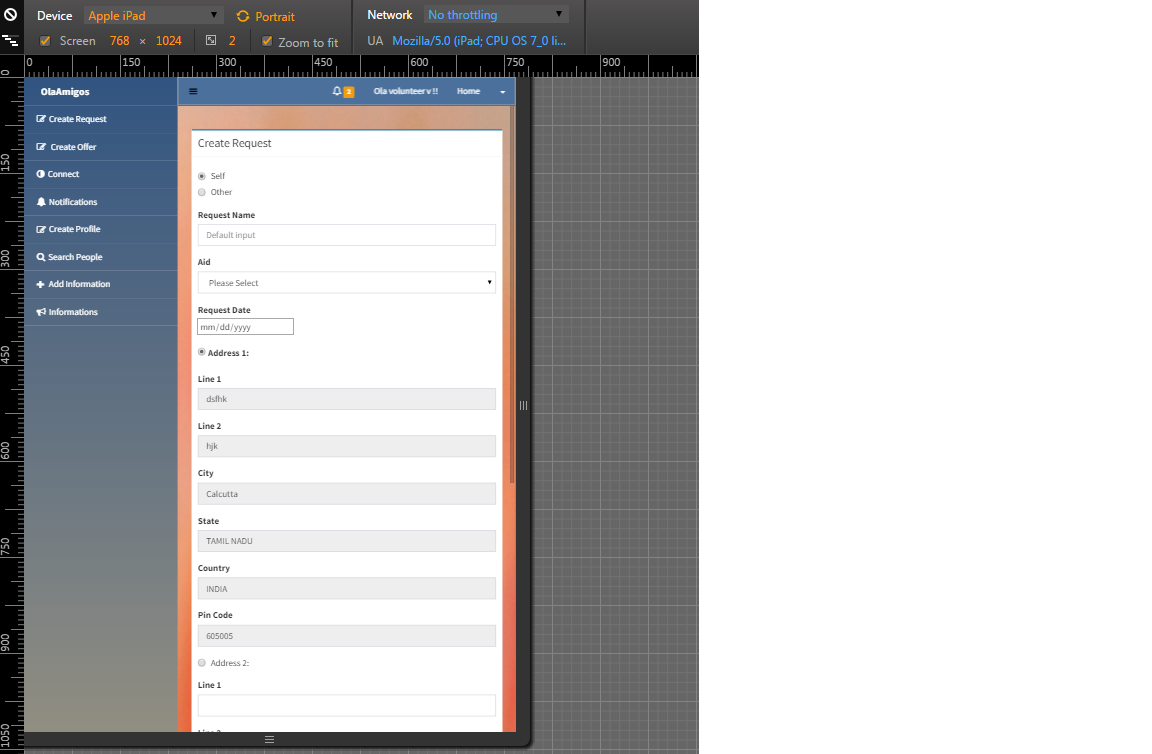 Device Apple iPad Portrait Network No throttling
Screen 768 × 1024 2 Zoom to fit UA Mozilla/5.0 (iPad; CPU OS 7_0 li...
0 150 300 450 600 750 900
0
150
300
450
600
750
900
1050
OlaAmigos
Create Request
Create Offer
Connect
Notifications
Create Profile
Search People
Add Information
Informations
Ola volunteer v !! Home
Create Request
Self
Other
Request Name
Default input
Aid
Please Select
Request Date
mm/dd/yyyy
Address 1:
Line 1
dsfhk
Line 2
hjk
City
Calcutta
State
TAMIL NADU
Country
INDIA
Pin Code
605005
Address 2:
Line 1